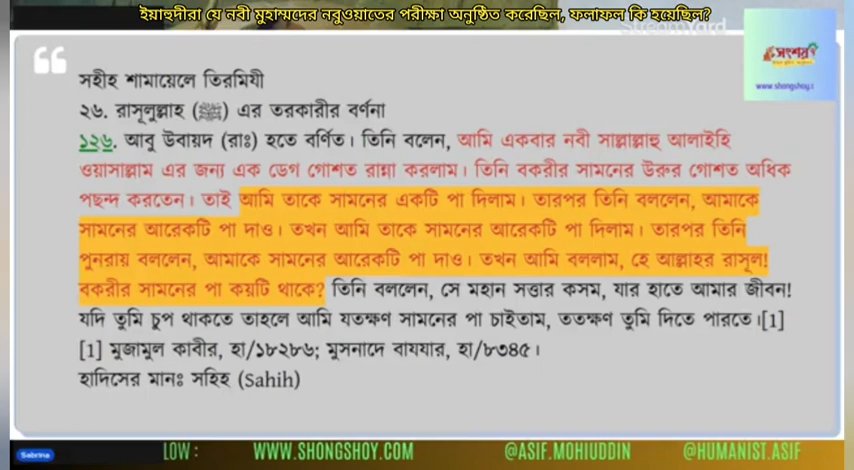 ইয়াহুদীরা যে নবী মুহাম্মদের নবুওয়াতের পরীক্ষা অনুষ্ঠিত করেছিল, ফলাফল কি হয়েছিল?
StreamYard
সংশয়
www.shongshoy.c
সহীহ শামায়েলে তিরমিযী
২৬. রাসূলুল্লাহ (ﷺ) এর তরকারীর বর্ণনা
১২৬. আবু উবায়দ (রাঃ) হতে বর্ণিত। তিনি বলেন, আমি একবার নবী সাল্লাল্লাহু আলাইহি
ওয়াসাল্লাম এর জন্য এক ডেগ গোশত রান্না করলাম। তিনি বকরীর সামনের উরুর গোশত অধিক
পছন্দ করতেন। তাই আমি তাকে সামনের একটি পা দিলাম। তারপর তিনি বললেন, আমাকে
সামনের আরেকটি পা দাও। তখন আমি তাকে সামনের আরেকটি পা দিলাম। তারপর তিনি
পুনরায় বললেন, আমাকে সামনের আরেকটি পা দাও। তখন আমি বললাম, হে আল্লাহর রাসূল!
বকরীর সামনের পা কয়টি থাকে? তিনি বললেন, সে মহান সত্তার কসম, যার হাতে আমার জীবন!
যদি তুমি চুপ থাকতে তাহলে আমি যতক্ষণ সামনের পা চাইতাম, ততক্ষণ তুমি দিতে পারতে।[1]
[1] মুজামুল কাবীর, হা/১৮২৮৬; মুসনাদে বাযযার, হা/৮৩৪৫।
হাদিসের মানঃ সহিহ (Sahih)
Sabrina
LOW : WWW.SHONGSHOY.COM @ASIF.MOHIUDDIN @HUMANIST.ASIF